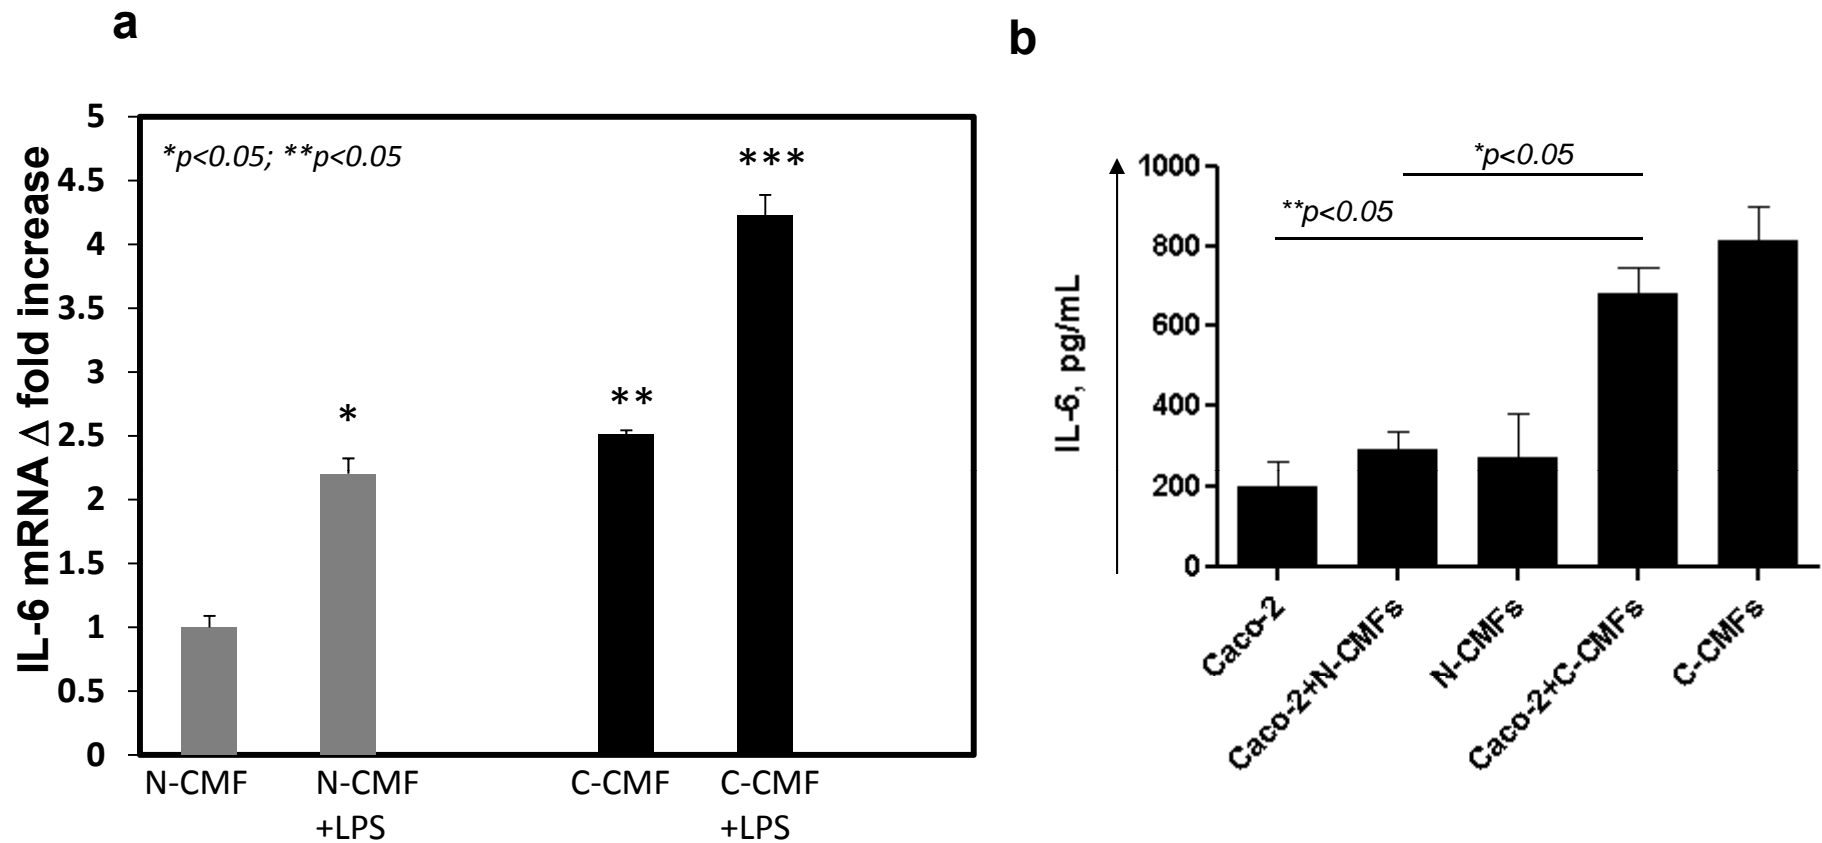 a
IL-6 mRNA Δ fold increase
5
4.5
4
3.5
3
2.5
2
1.5
1
0.5
0
*p<0.05; **p<0.05
*
**
***
N-CMF
N-CMF
+LPS
C-CMF
C-CMF
+LPS
b
IL-6, pg/mL
1000
800
600
400
200
0
*p<0.05
**p<0.05
Caco-2
Caco-2+N-CMFs
N-CMFs
Caco-2+C-CMFs
C-CMFs